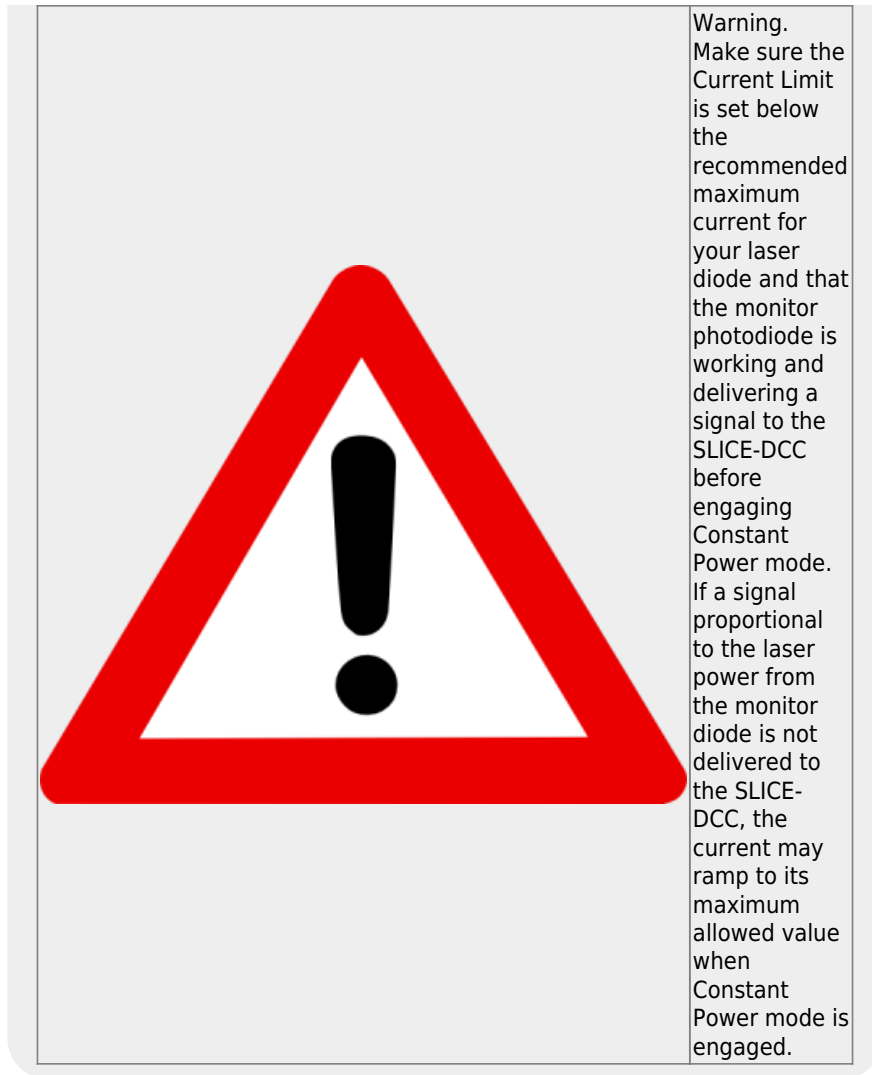 Warning.
Make sure the
Current Limit
is set below
the
recommended
maximum
current for
your laser
diode and that
the monitor
photodiode is
working and
delivering a
signal to the
SLICE-DCC
before
engaging
Constant
Power mode.
If a signal
proportional
to the laser
power from
the monitor
diode is not
delivered to
the SLICE-
DCC, the
current may
ramp to its
maximum
allowed value
when
Constant
Power mode is
engaged.